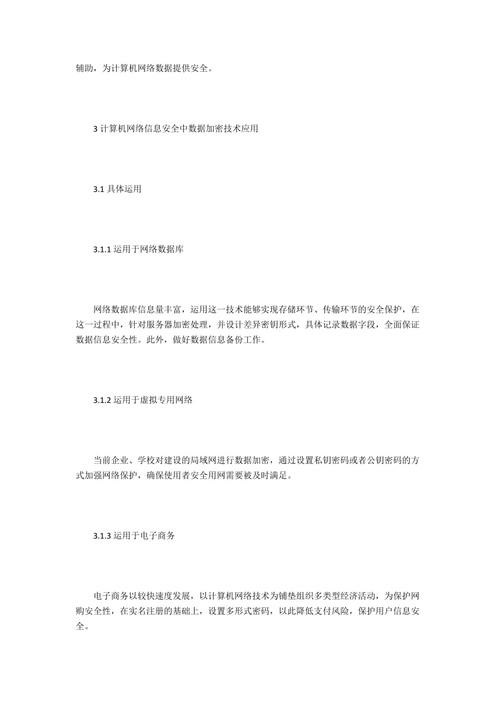 辅助，为计算机网络数据提供安全。
3 计算机网络信息安全中数据加密技术应用
3.1 具体运用
3.1.1 运用于网络数据库
网络数据库信息量丰富，运用这一技术能够实现存储环节、传输环节的安全保护，在
这一过程中，针对服务器加密处理，并设计差异密钥形式，具体记录数据字段，全面保证
数据信息安全性。此外，做好数据信息备份工作。
3.1.2 运用于虚拟专用网络
当前企业、学校对建设的局域网进行数据加密，通过设置私钥密码或者公钥密码的方
式加强网络保护，确保使用者安全用网需要被及时满足。
3.1.3 运用于电子商务
电子商务以较快速度发展，以计算机网络技术为铺垫组织多类型经济活动，为保护网
购安全性，在实名注册的基础上，设置多形式密码，以此降低支付风险，保护用户信息安
全。